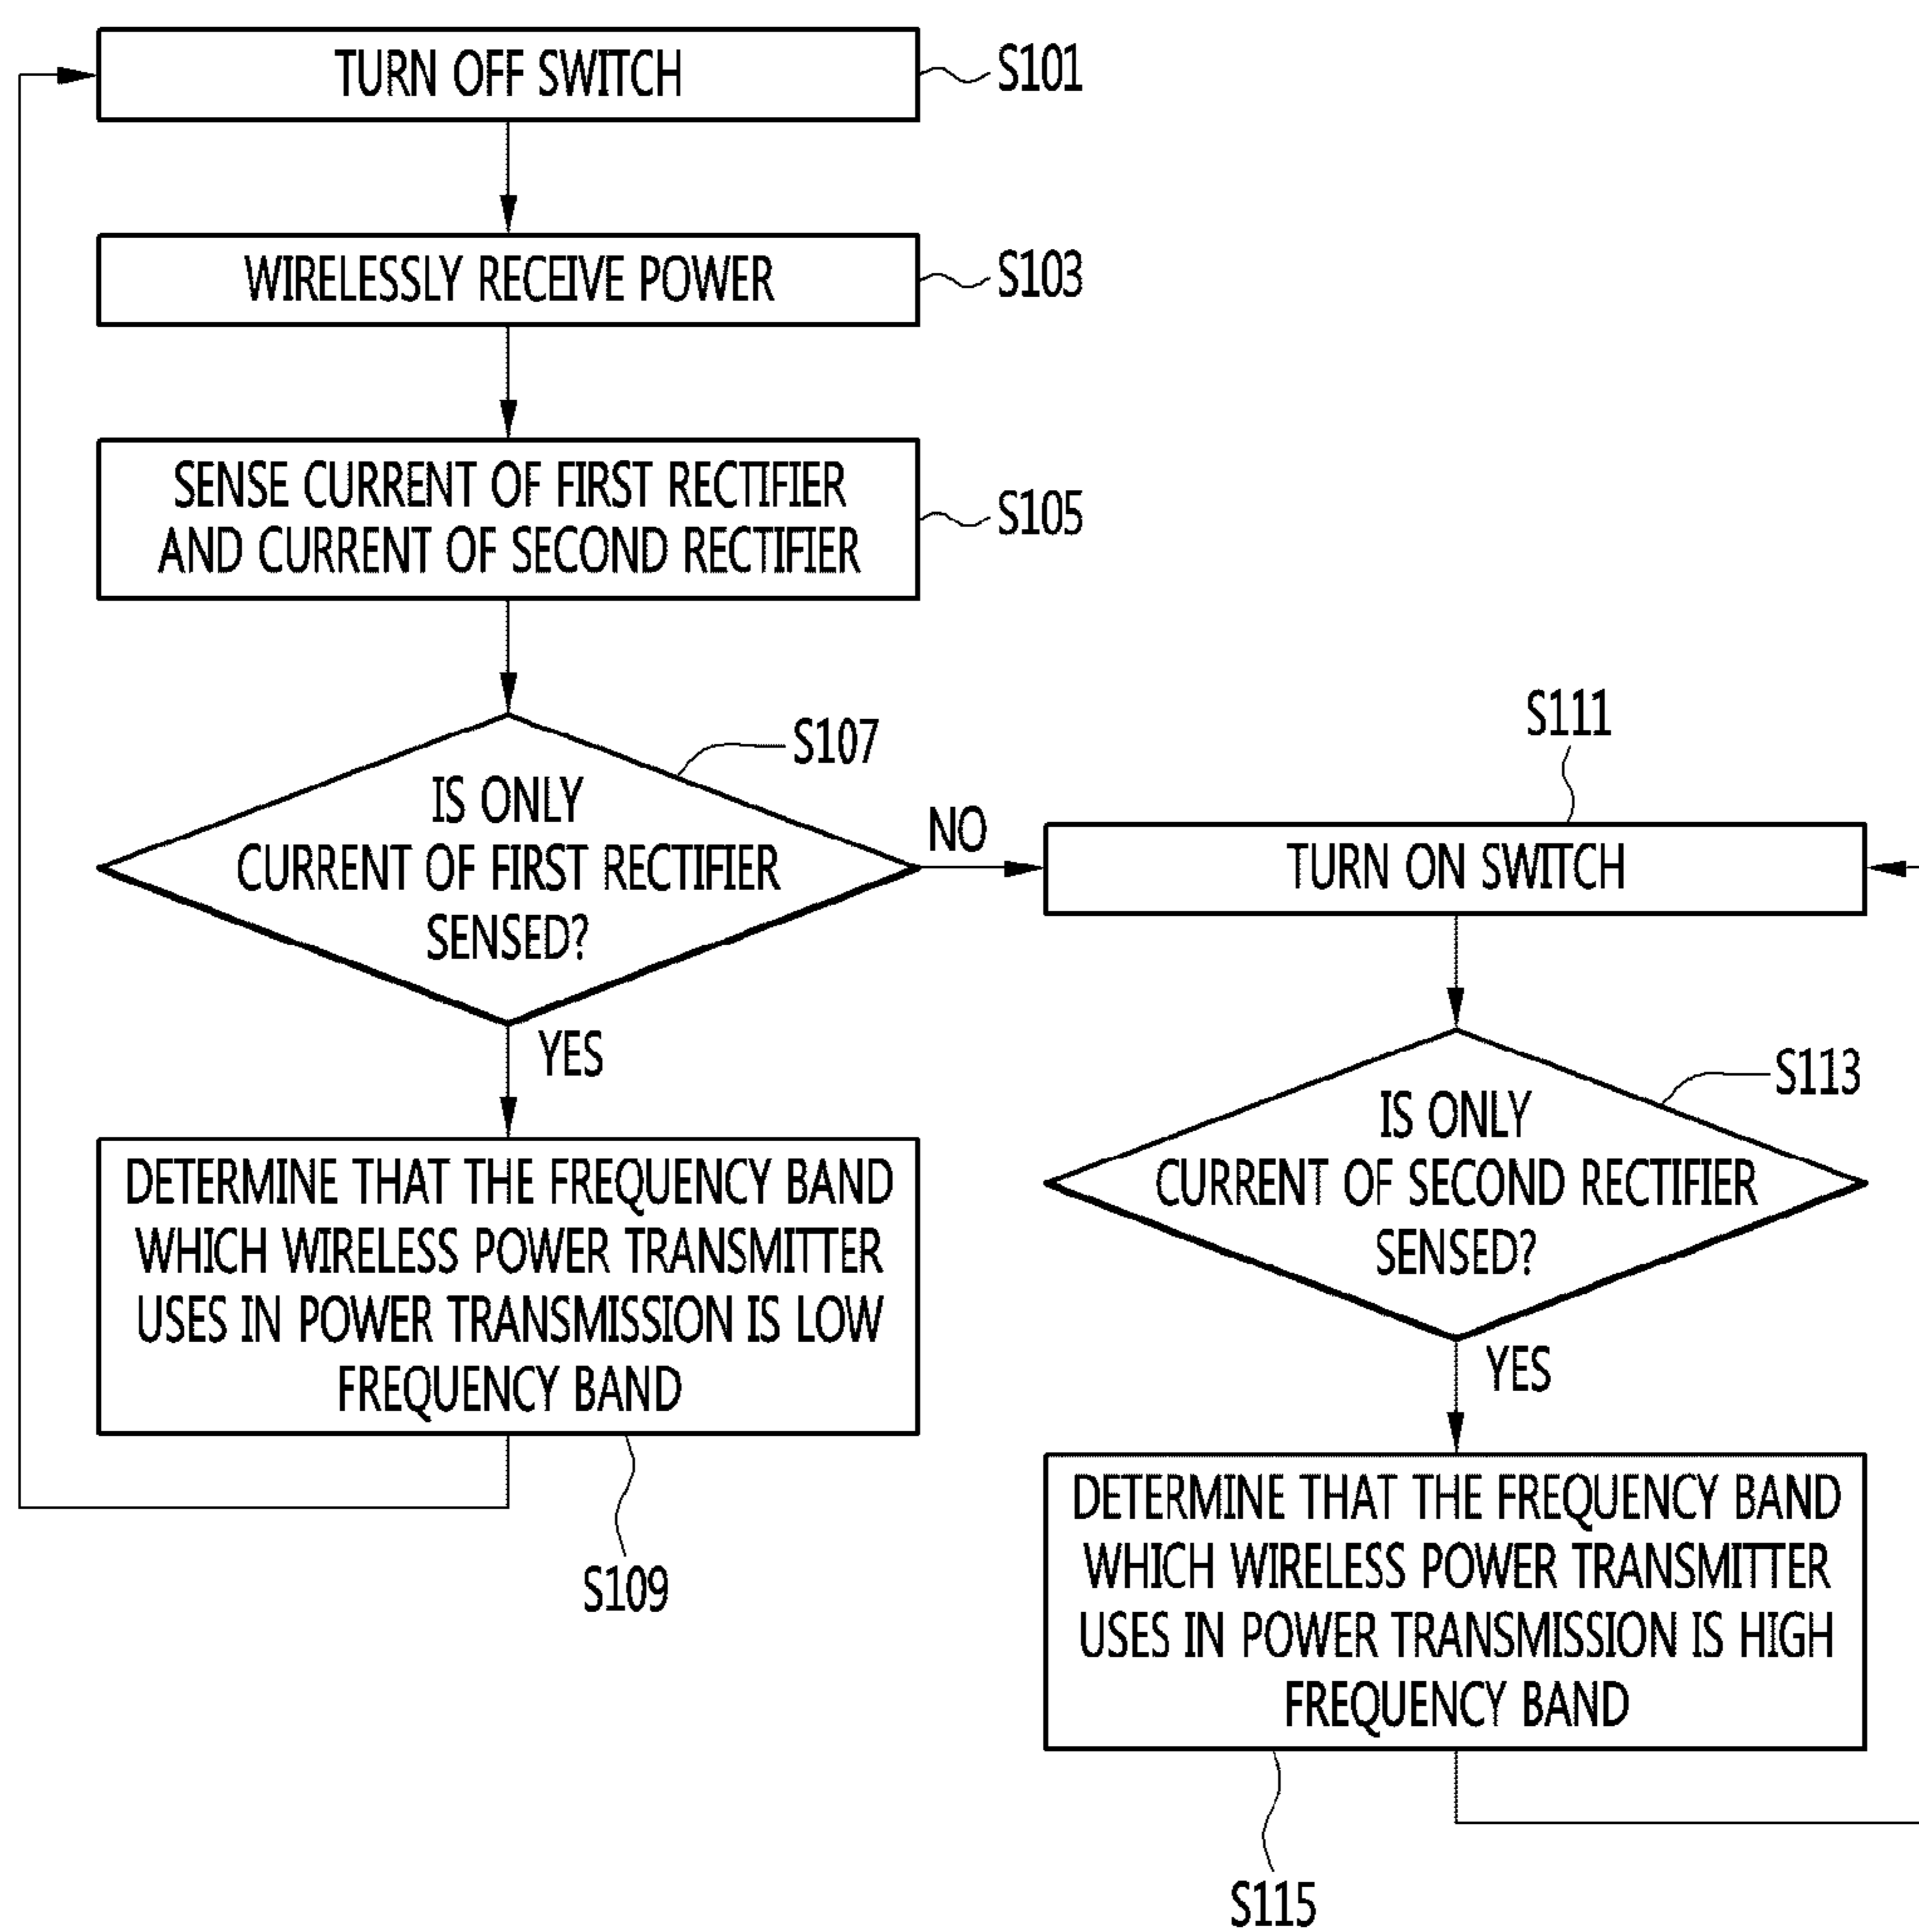 TURN OFF SWITCH
S101
WIRELESSLY RECEIVE POWER
S103
SENSE CURRENT OF FIRST RECTIFIER
AND CURRENT OF SECOND RECTIFIER
S105
S107
IS ONLY
CURRENT OF FIRST RECTIFIER
SENSED?
NO
YES
DETERMINE THAT THE FREQUENCY BAND
WHICH WIRELESS POWER TRANSMITTER
USES IN POWER TRANSMISSION IS LOW
FREQUENCY BAND
S109
S111
TURN ON SWITCH
S113
IS ONLY
CURRENT OF SECOND RECTIFIER
SENSED?
YES
DETERMINE THAT THE FREQUENCY BAND
WHICH WIRELESS POWER TRANSMITTER
USES IN POWER TRANSMISSION IS HIGH
FREQUENCY BAND
S115